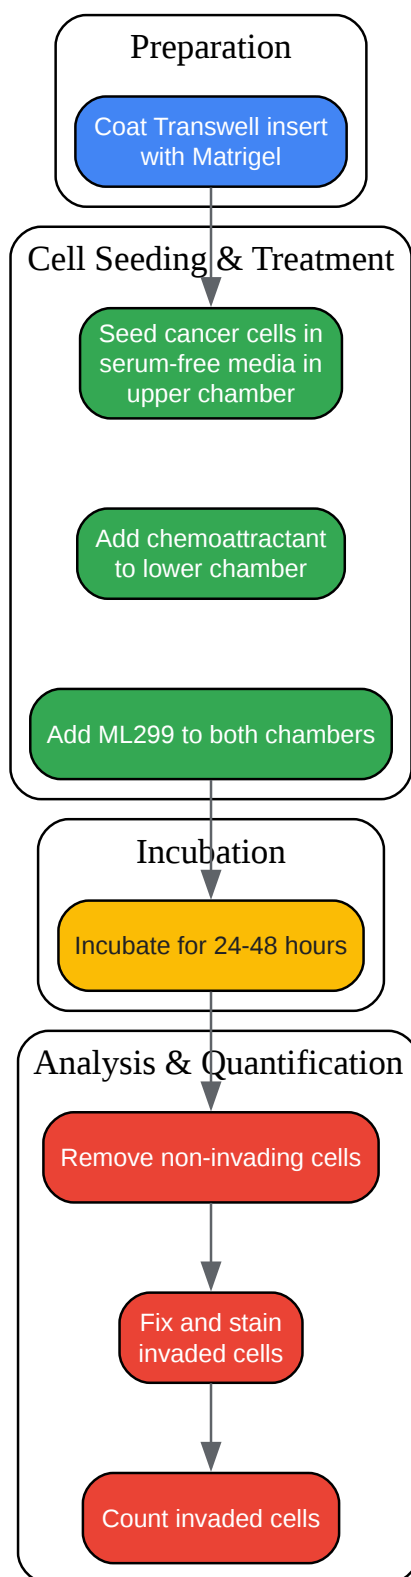 Preparation
Coat Transwell insert
with Matrigel
Cell Seeding & Treatment
Seed cancer cells in
serum-free media in
upper chamber
Add chemoattractant
to lower chamber
Add ML299 to both chambers
Incubation
Incubate for 24-48 hours
Analysis & Quantification
Remove non-invading cells
Fix and stain
invaded cells
Count invaded cells